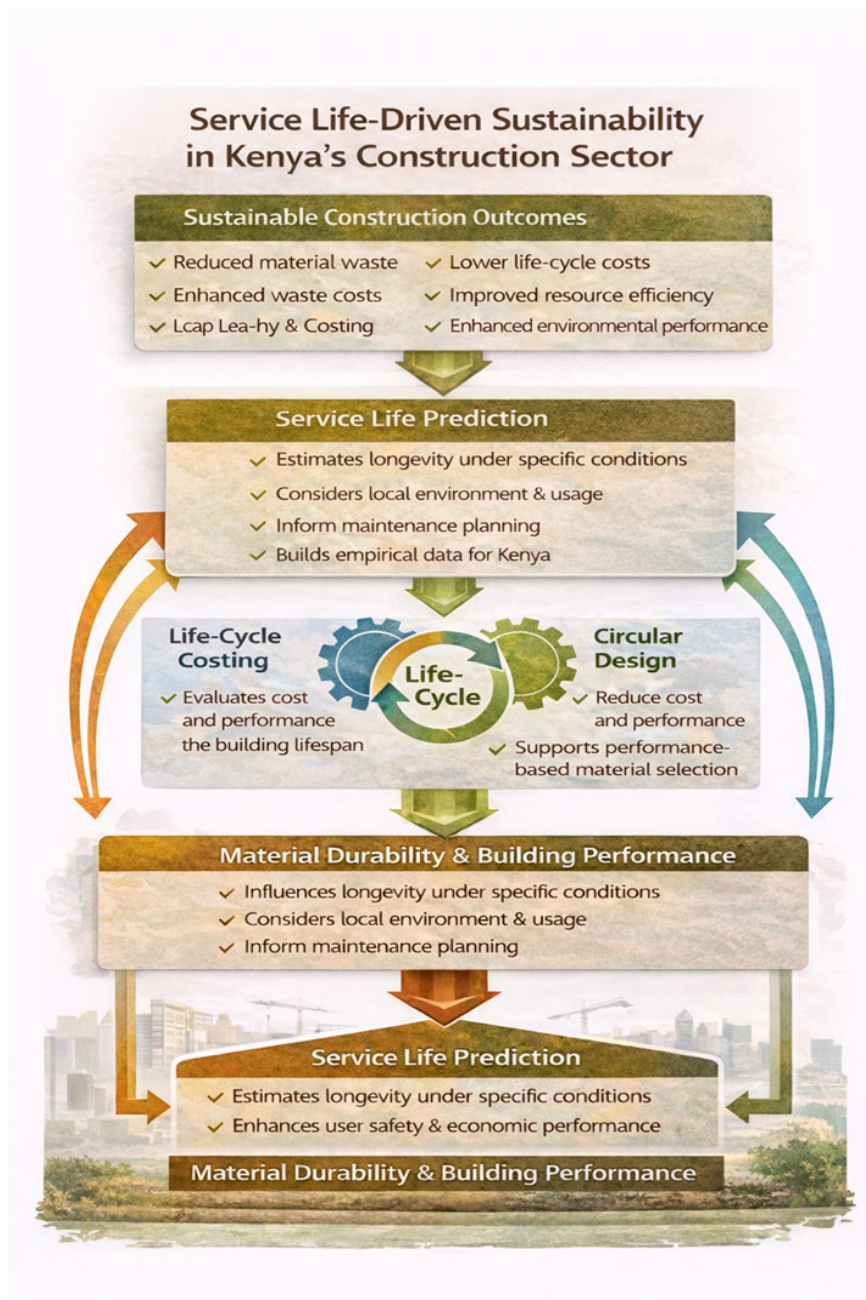 Service Life-Driven Sustainability
in Kenya's Construction Sector
Sustainable Construction Outcomes
Reduced material waste
Enhanced waste costs
Lcap Lea-hy & Costing
Lower life-cycle costs
Improved resource efficiency
Enhanced environmental performance
Service Life Prediction
Estimates longevity under specific conditions
Considers local environment & usage
Inform maintenance planning
Builds empirical data for Kenya
Life-Cycle
Costing
Evaluates cost
and performance
the building lifespan
Life-
Cycle
Circular
Design
Reduce cost
and performance
Supports performance-
based material selection
Material Durability & Building Performance
Influences longevity under specific conditions
Considers local environment & usage
Inform maintenance planning
Service Life Prediction
Estimates longevity under specific conditions
Enhances user safety & economic performance
Material Durability & Building Performance